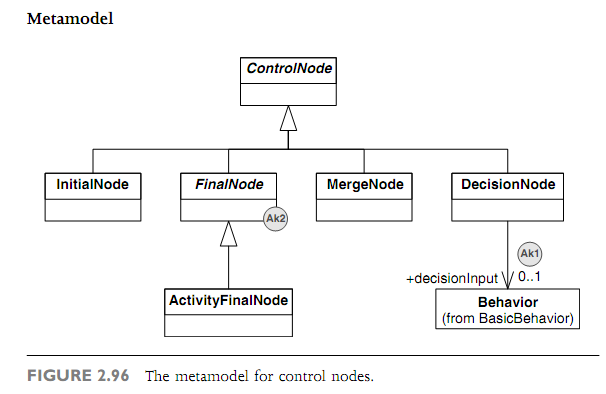 Metamodel
ControlNode
InitialNode
FinalNode
MergeNode
DecisionNode
Ak2
Ak1
+decisionInput
0..1
ActivityFinalNode
Behavior
(from BasicBehavior)
FIGURE 2.96 The metamodel for control nodes.